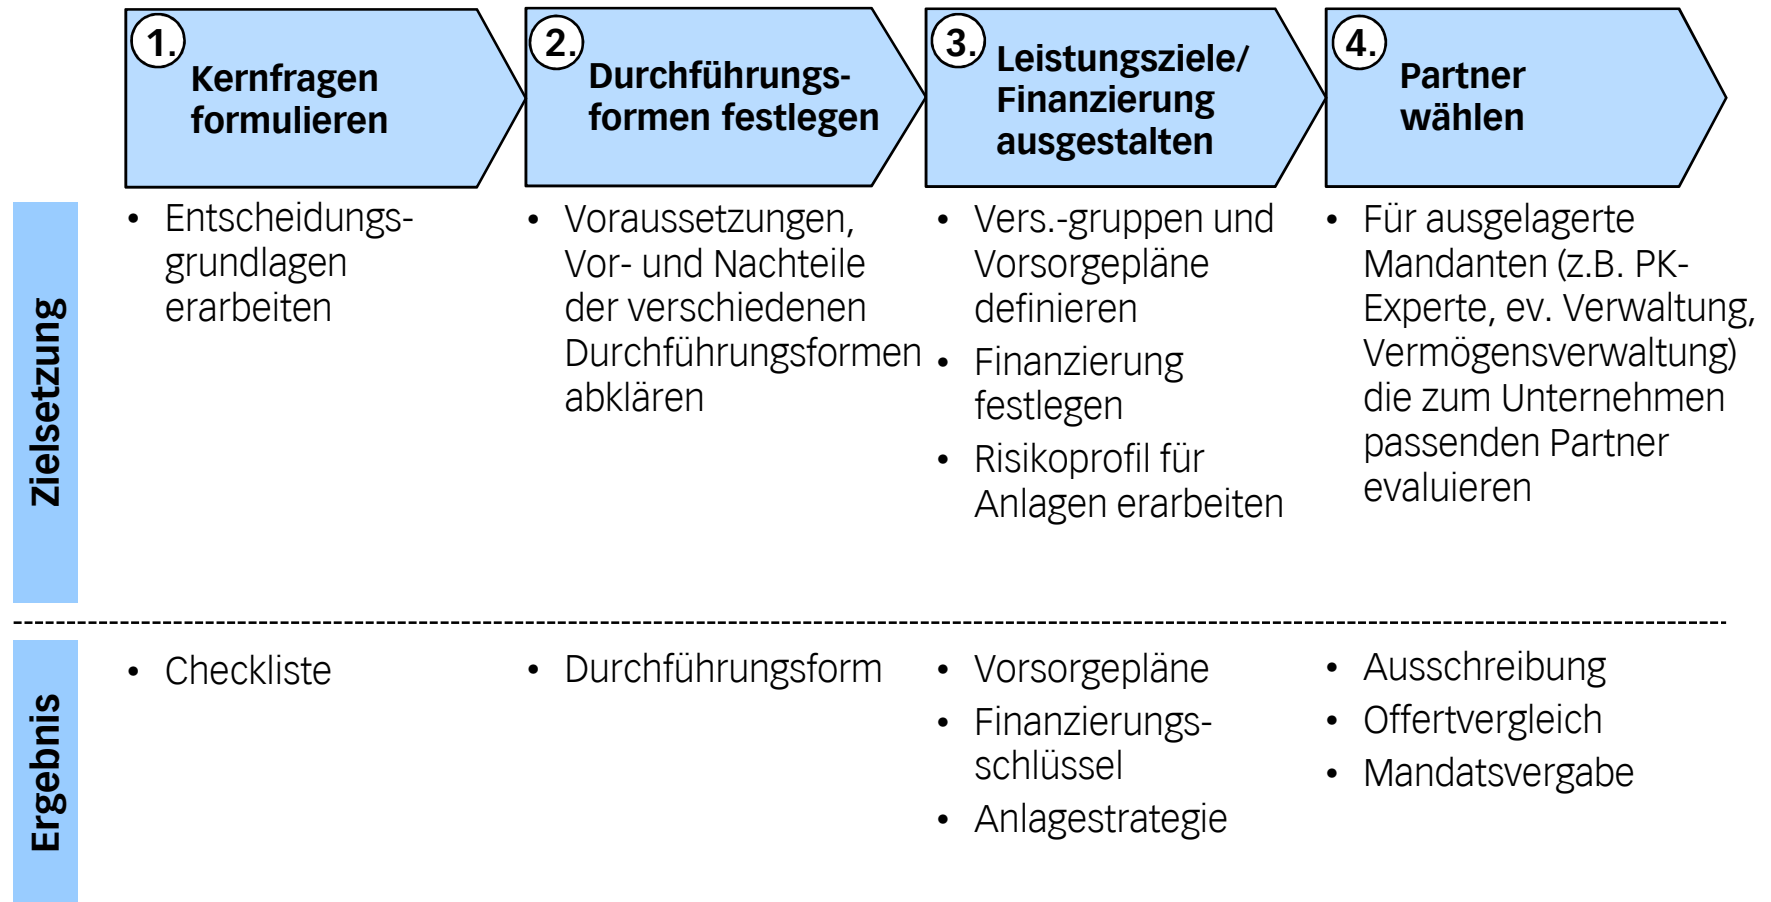 1.
Kernfragen
formulieren
2.
Durchführungs-
formen festlegen
3.
Leistungsziele/
Finanzierung
ausgestalten
4.
Partner
wählen
Zielsetzung
• Entscheidungs-
grundlagen
erarbeiten
• Voraussetzungen,
Vor- und Nachteile
der verschiedenen
Durchführungsformen
abklären
• Vers.-gruppen und
Vorsorgepläne
definieren
• Finanzierung
festlegen
• Risikoprofil für
Anlagen erarbeiten
• Für ausgelagerte
Mandanten (z.B. PK-
Experte, ev. Verwaltung,
Vermögensverwaltung)
die zum Unternehmen
passenden Partner
evaluieren
Ergebnis
• Checkliste
• Durchführungsform
• Vorsorgepläne
• Finanzierungs-
schlüssel
• Anlagestrategie
• Ausschreibung
• Offertvergleich
• Mandatsvergabe